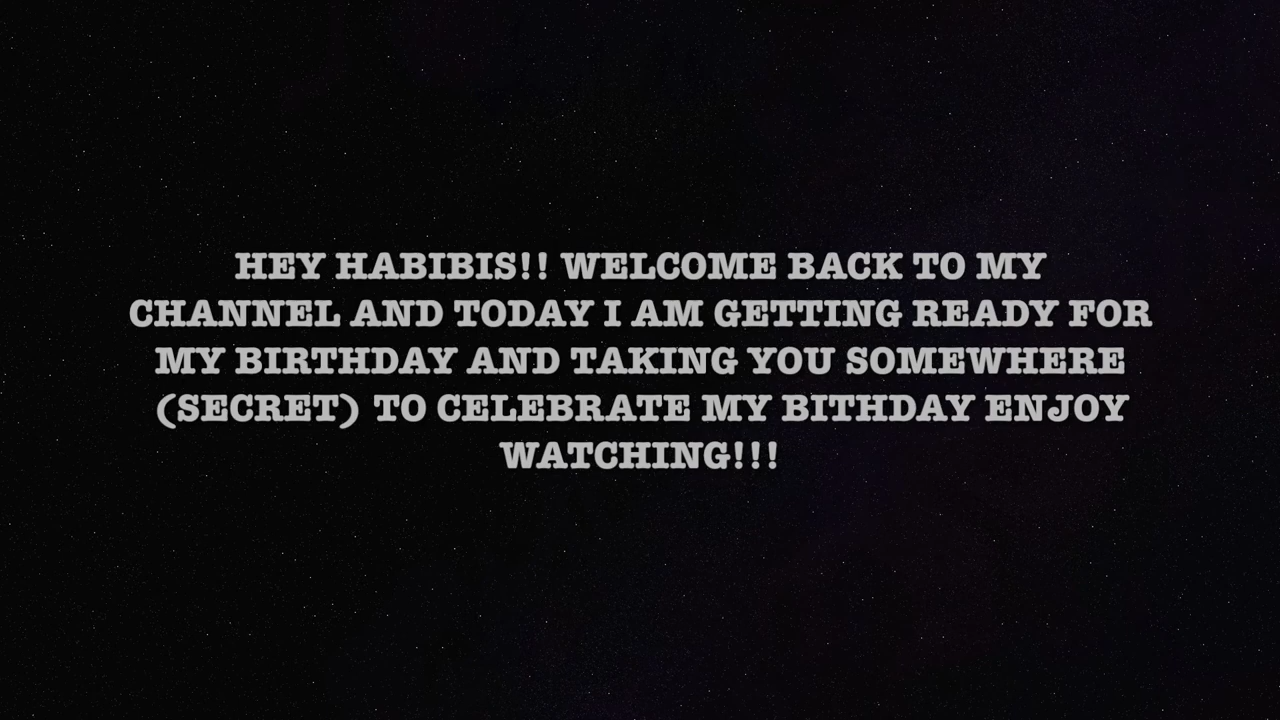 HEY HABIBIS!! WELCOME BACK TO MY
CHANNEL AND TODAY I AM GETTING READY FOR
MY BIRTHDAY AND TAKING YOU SOMEWHERE
(SECRET) TO CELEBRATE MY BITHDAY ENJOY
WATCHING!!!